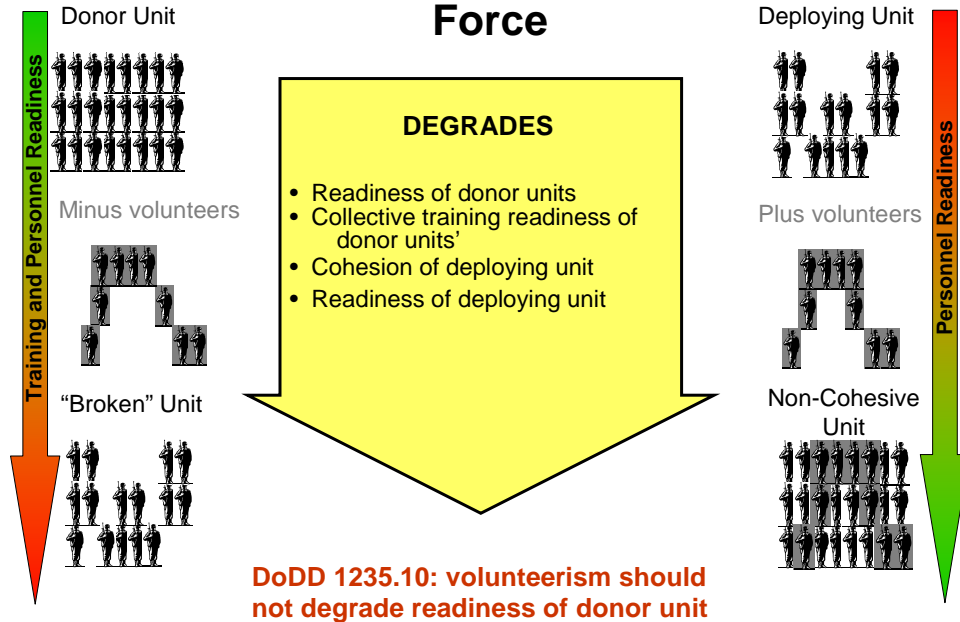 Force
Donor Unit
Training and Personnel Readiness
Minus volunteers
“Broken” Unit
DEGRADES
• Readiness of donor units
• Collective training readiness of
donor units’
• Cohesion of deploying unit
• Readiness of deploying unit
Deploying Unit
Personnel Readiness
Plus volunteers
Non-Cohesive
Unit
DoDD 1235.10: volunteerism should
not degrade readiness of donor unit